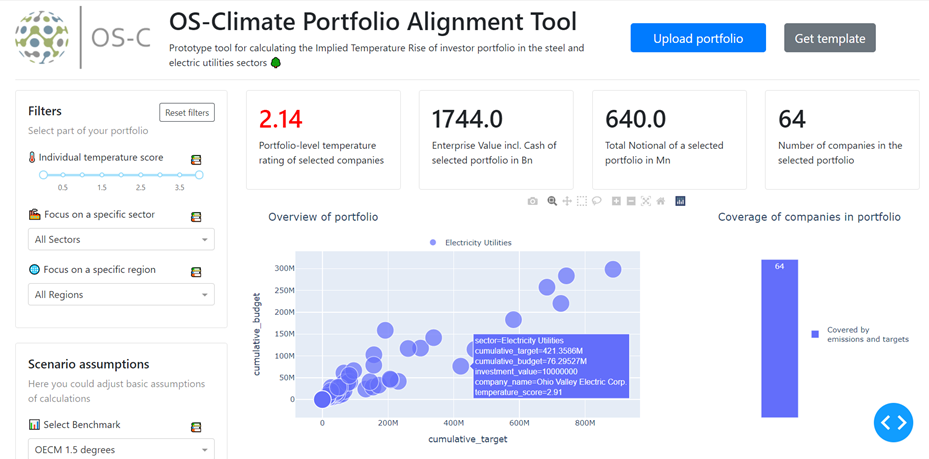 OS-C
OS-Climate Portfolio Alignment Tool
Prototype tool for calculating the Implied Temperature Rise of investor portfolio in the steel and
electric utilities sectors
Upload portfolio
Get template
Filters
Reset filters
Select part of your portfolio
Individual temperature score
0.5 1.5 2.5 3.5
Focus on a specific sector
All Sectors
Focus on a specific region
All Regions
Scenario assumptions
Here you could adjust basic assumptions
of calculations
Select Benchmark
OECM 1.5 degrees
2.14
Portfolio-level temperature
rating of selected companies
1744.0
Enterprise Value incl. Cash of
selected portfolio in Bn
640.0
Total Notional of a selected
portfolio in Mn
64
Number of companies in the
selected portfolio
Overview of portfolio
Electricity Utilities
300M
250M
200M
150M
100M
50M
0
cumulative_budget
sector=Electricity Utilities
cumulative_target=421.3586M
cumulative_budget=76.29527M
investment_value=10000000
company_name=Ohio Valley Electric Corp.
temperature_score=2.91
0 200M 400M 600M 800M
cumulative_target
Coverage of companies in portfolio
64
Covered by
emissions and targets